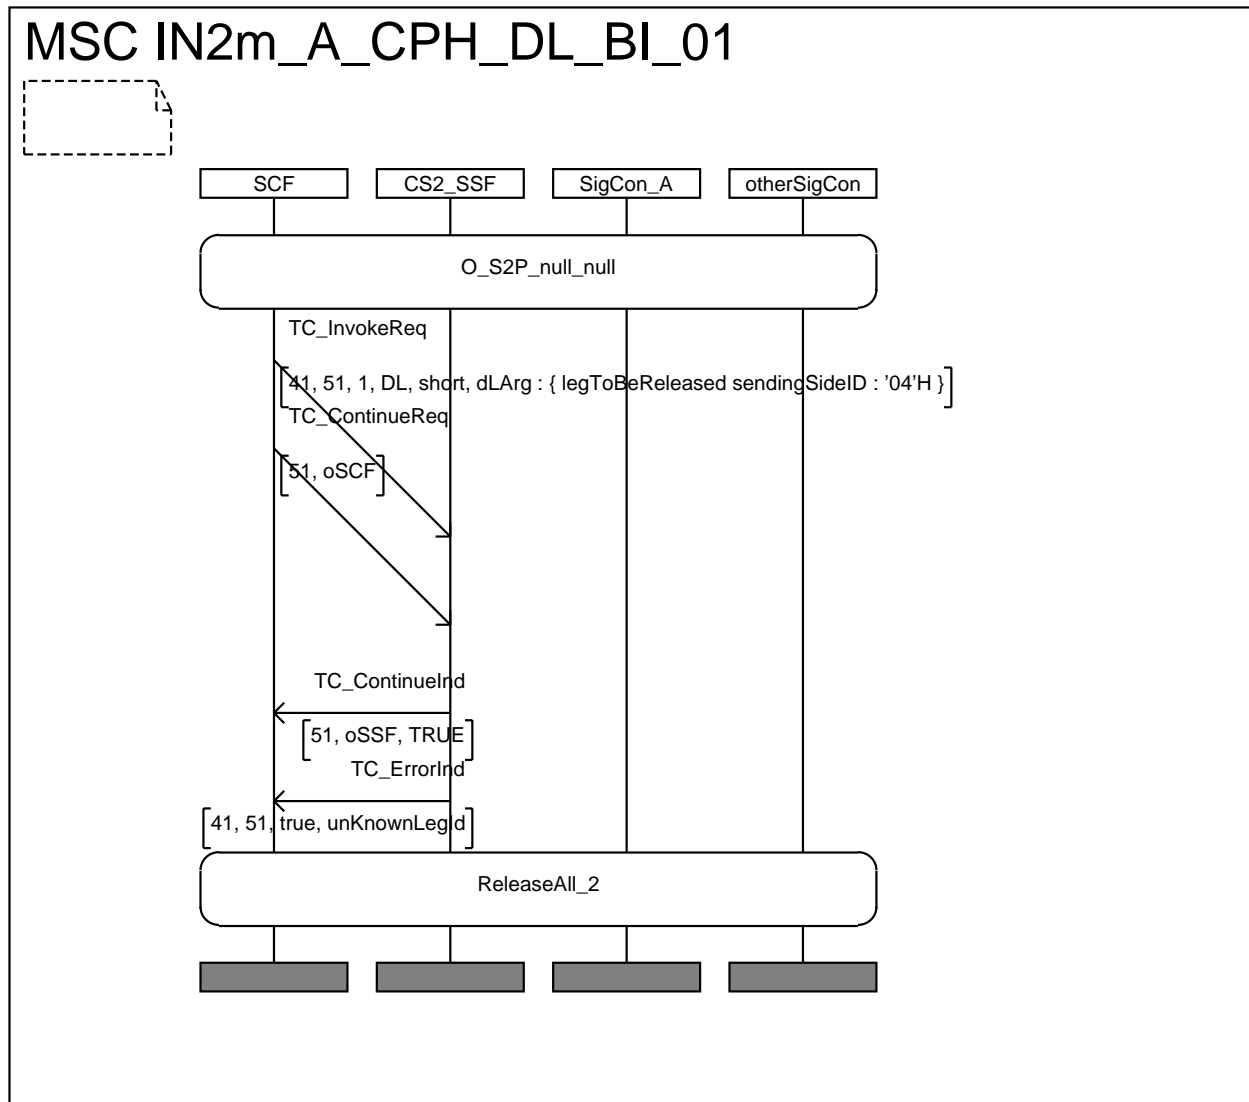 MSC IN2m_A_CPH_DL_BI_01
SCF CS2_SSF SigCon_A otherSigCon
O_S2P_null_null
TC_InvokeReq
41, 51, 1, DL, short, dLArg : { legToBeReleased sendingSideID : '04'H }
TC_ContinueReq
51, oSCF
TC_ContinueInd
51, oSSF, TRUE
TC_ErrorInd
41, 51, true, unKnownLegId
ReleaseAll_2